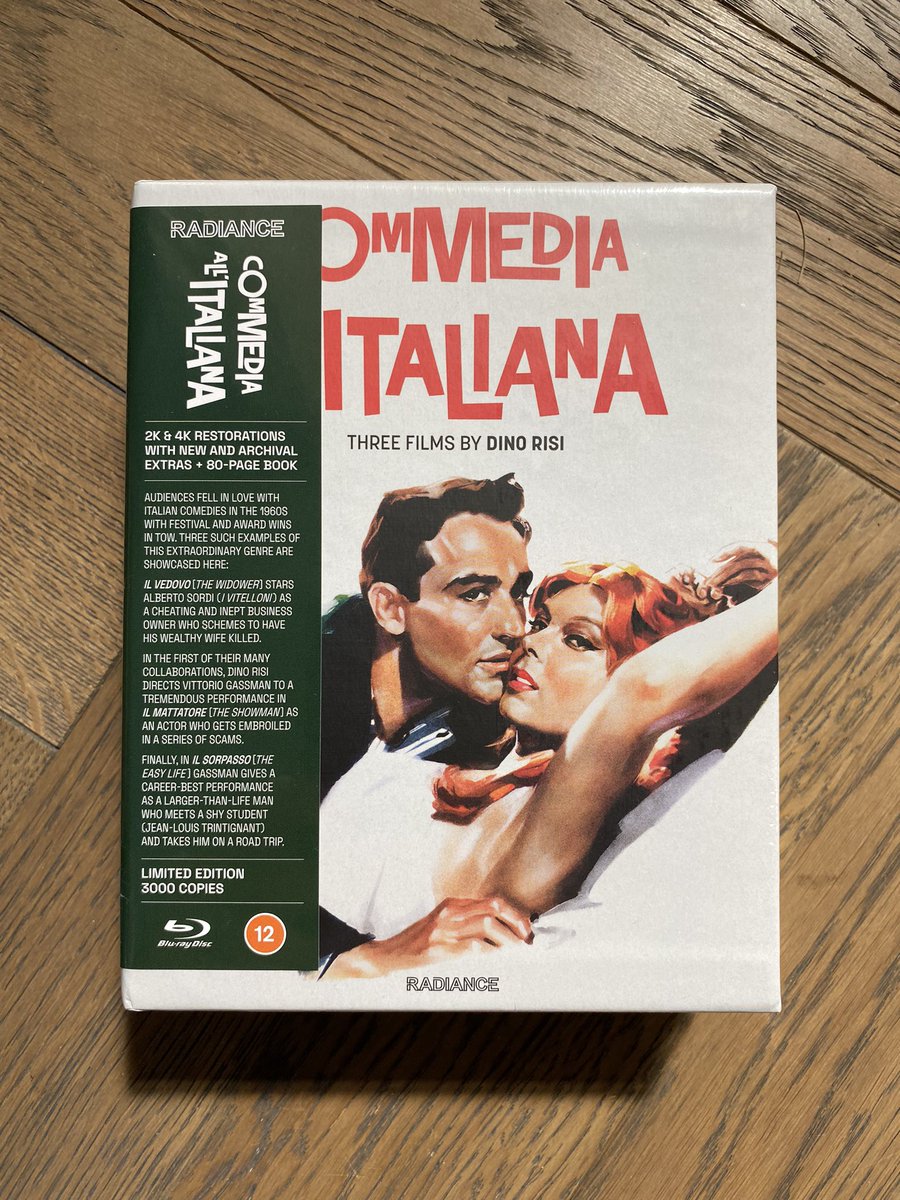 RADIANCE
COMMEDIA
ALL'ITALIANA
2K & 4K RESTORATIONS
WITH NEW AND ARCHIVAL
EXTRAS + 80-PAGE BOOK
AUDIENCES FELL IN LOVE WITH
ITALIAN COMEDIES IN THE 1960S
WITH FESTIVAL AND AWARD WINS
IN TOW. THREE SUCH EXAMPLES OF
THIS EXTRAORDINARY GENRE ARE
SHOWCASED HERE:
IL VEDOVO (THE WIDOWER) STARS
ALBERTO SORDI (I VITELLONI) AS
A CHEATING AND INEPT BUSINESS
OWNER WHO SCHEMES TO HAVE
HIS WEALTHY WIFE KILLED.
IN THE FIRST OF THEIR MANY
COLLABORATIONS, DINO RISI
DIRECTS VITTORIO GASSMAN TO A
TREMENDOUS PERFORMANCE IN
IL MATTATORE (THE SHOWMAN) AS
AN ACTOR WHO GETS EMBROILED
IN A SERIES OF SCAMS.
FINALLY, IN IL SORPASSO (THE
EASY LIFE) GASSMAN GIVES A
CAREER-BEST PERFORMANCE
AS A LARGER-THAN-LIFE MAN
WHO MEETS A SHY STUDENT
(JEAN-LOUIS TRINTIGNANT)
AND TAKES HIM ON A ROAD TRIP.
LIMITED EDITION
3000 COPIES
Blu-ray Disc
12
OMMEDIA
ITALIANA
THREE FILMS BY DINO RISI
RADIANCE